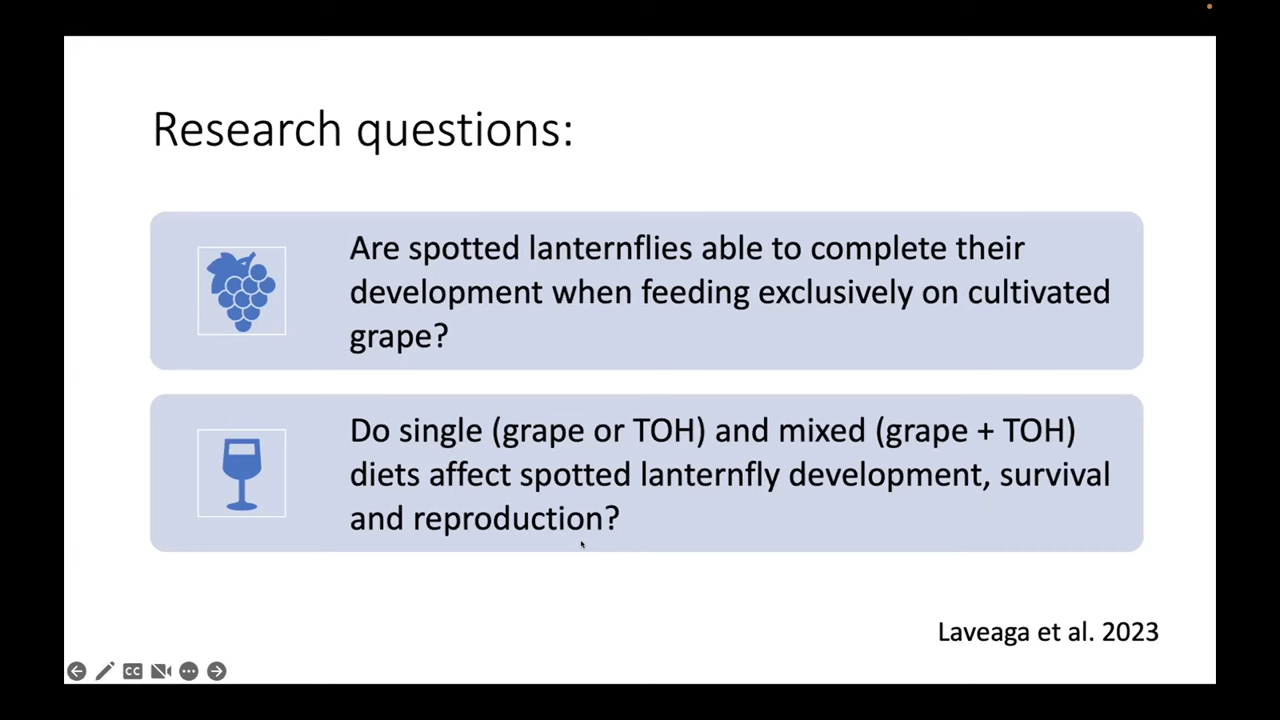 Research questions:
Are spotted lanternflies able to complete their
development when feeding exclusively on cultivated
grape?
Do single (grape or TOH) and mixed (grape + TOH)
diets affect spotted lanternfly development, survival
and reproduction?
Laveaga et al. 2023
CC